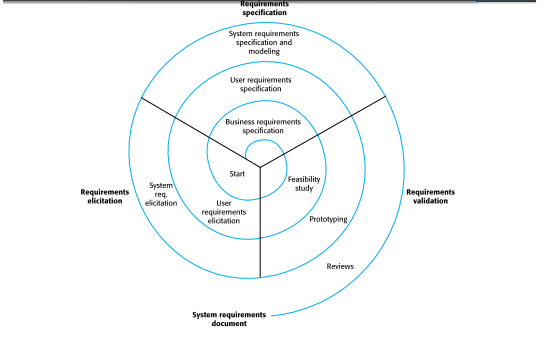 Requirements
specification
System requirements
specification and
modeling
User requirements
specification
Business requirements
specification
Start
Feasibility
study
System
req.
elicitation
User
requirements
elicitation
Requirements
elicitation
Requirements
validation
Prototyping
Reviews
System requirements
document